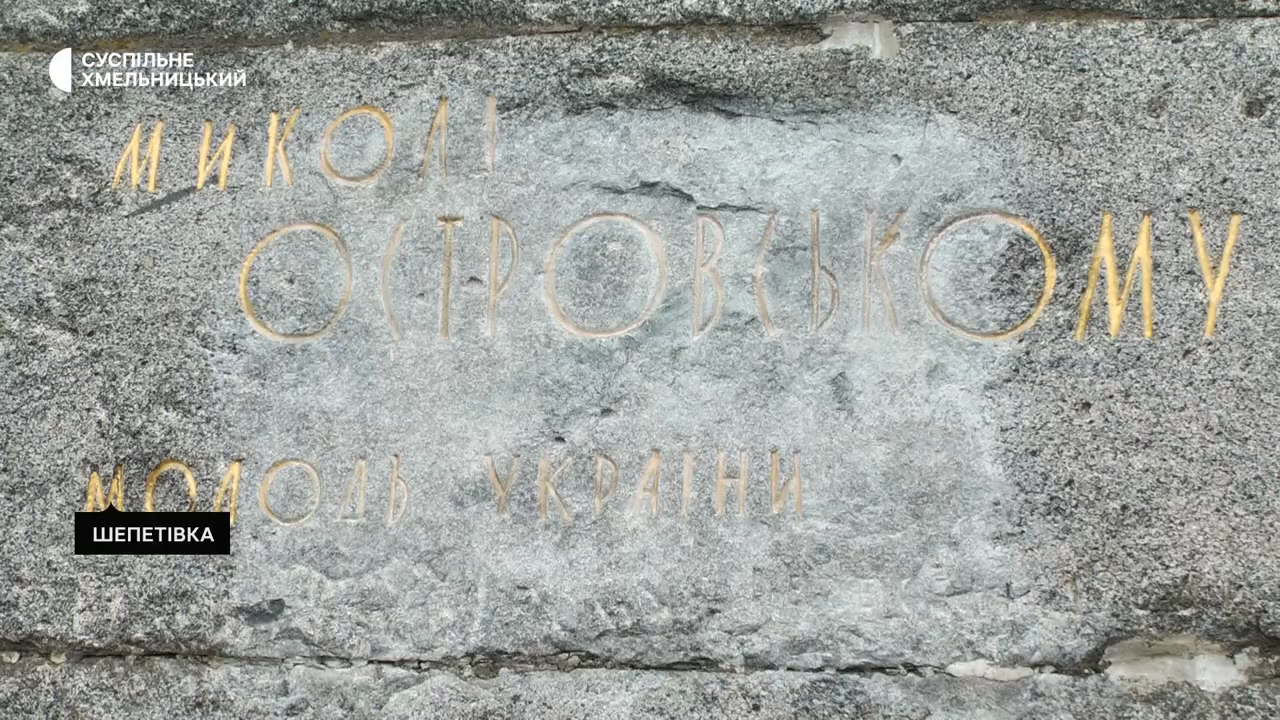 СУСПІЛЬНЕ
ХМЕЛЬНИЦЬКИЙ
МИКОЛІ
ОСТРОВСЬКОМУ
МОЛОДЬ УКРАЇНИ
ШЕПЕТІВКА